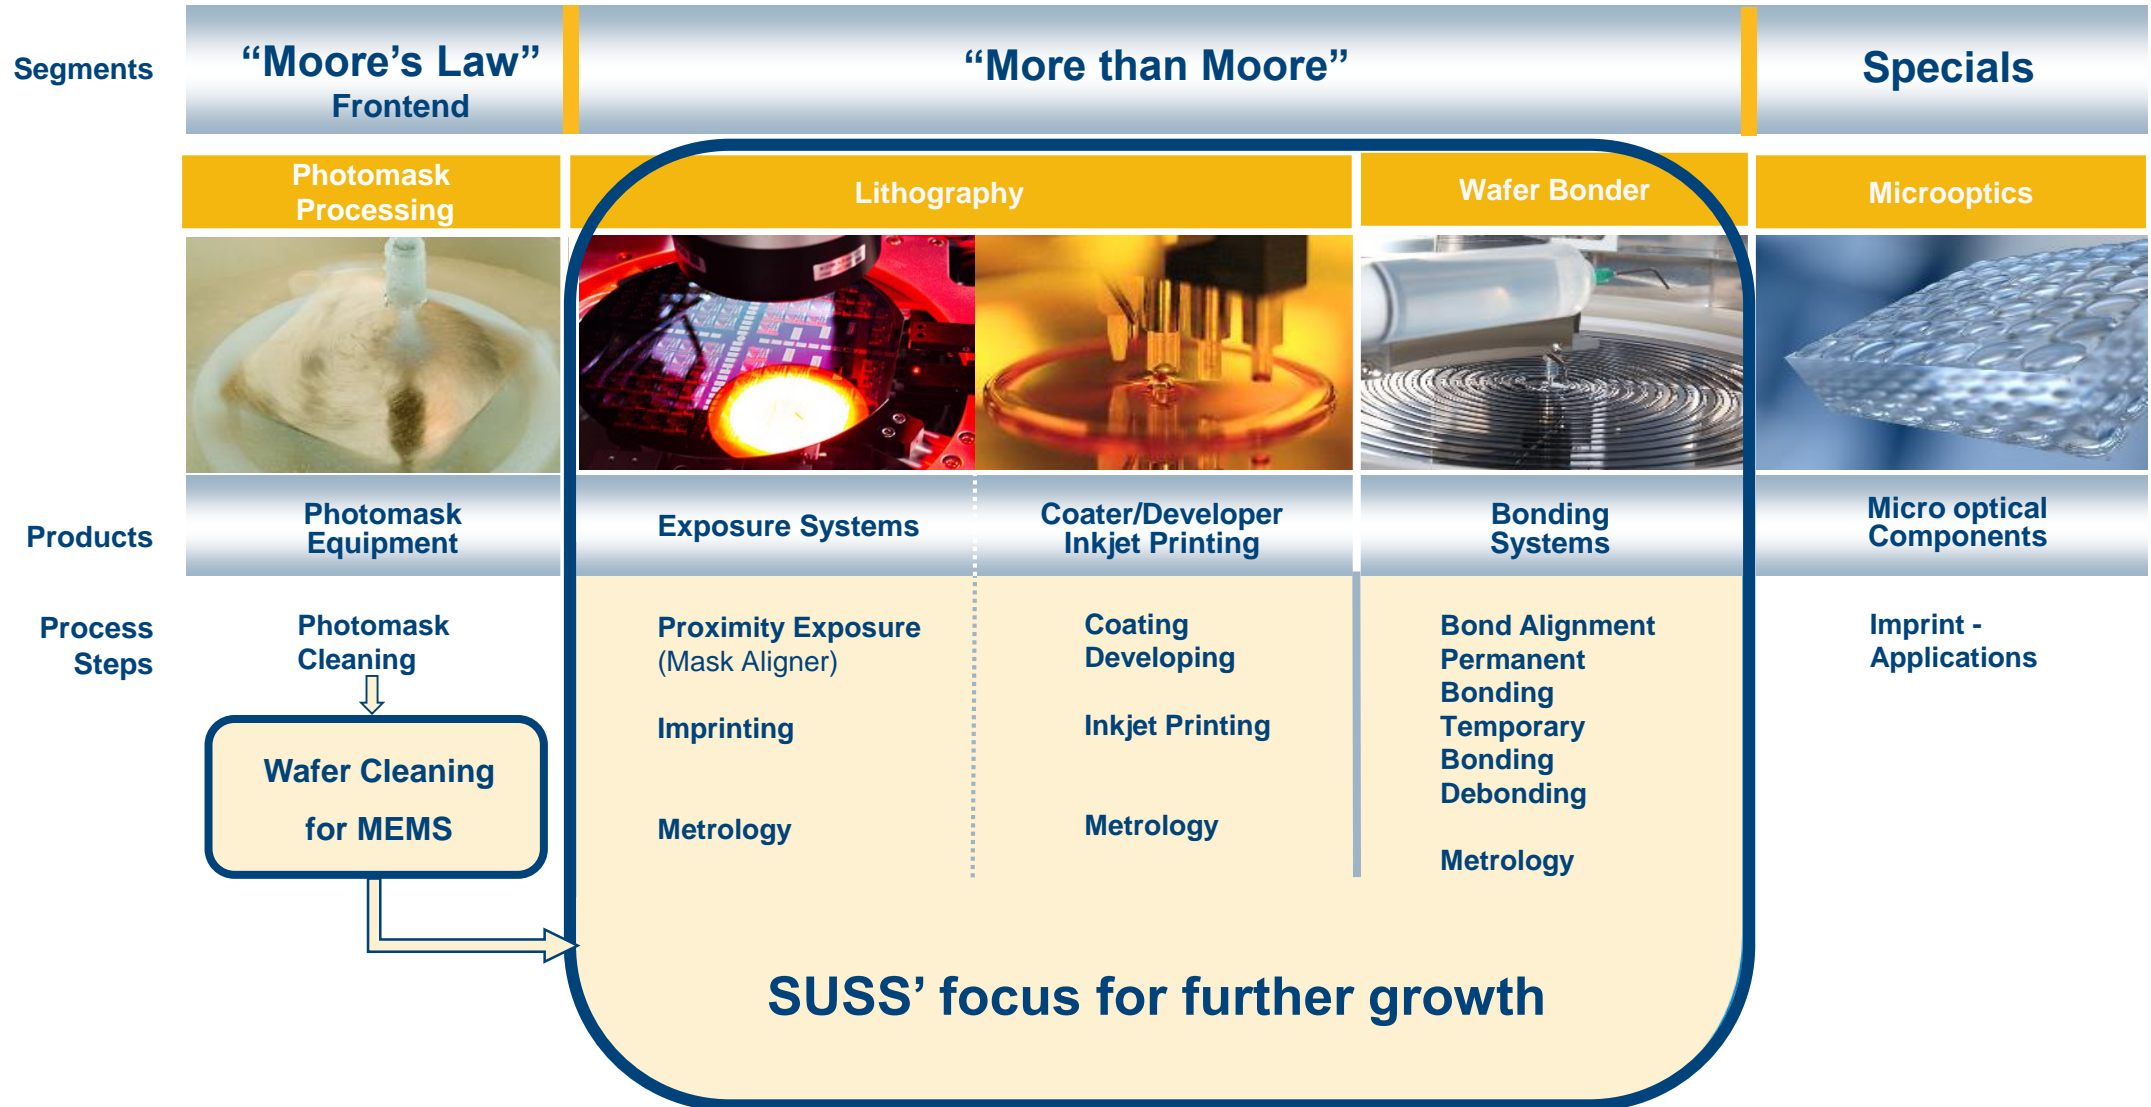 Segments
“Moore’s Law”
Frontend
“More than Moore”
Specials
Photomask
Processing
Lithography
Wafer Bonder
Microoptics
Products
Photomask
Equipment
Exposure Systems
Coater/Developer
Inkjet Printing
Bonding
Systems
Micro optical
Components
Process
Steps
Photomask
Cleaning
Wafer Cleaning
for MEMS
Proximity Exposure
(Mask Aligner)
Imprinting
Metrology
Coating
Developing
Inkjet Printing
Metrology
Bond Alignment
Permanent
Bonding
Temporary
Bonding
Debonding
Metrology
Imprint -
Applications
SUSS’ focus for further growth